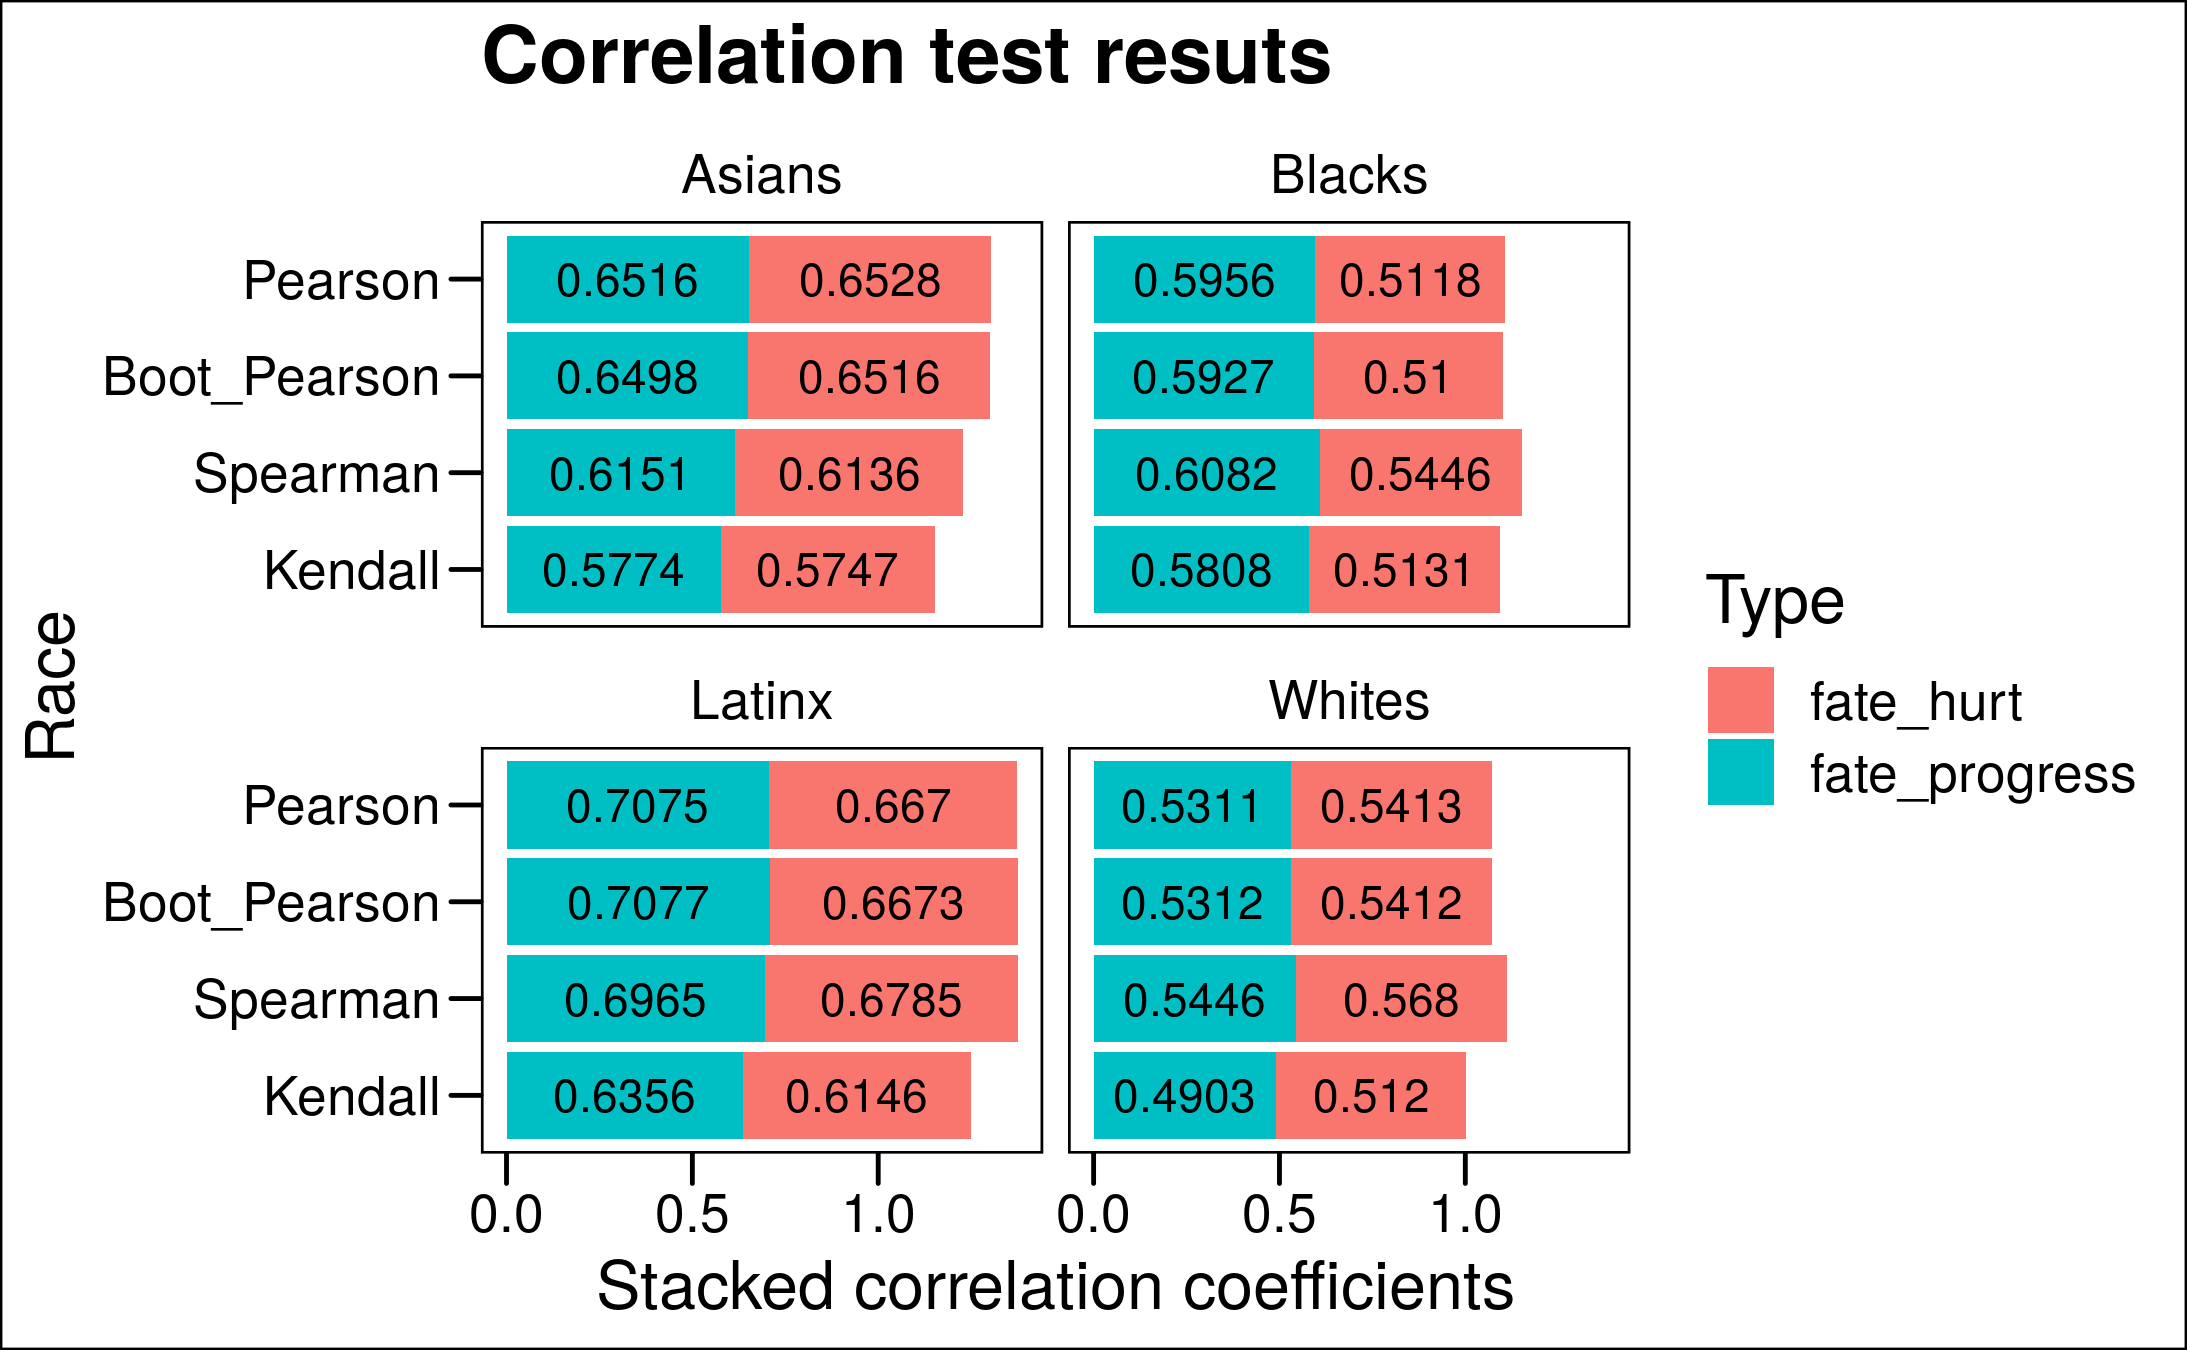 Correlation test resuts
Asians
Blacks
Pearson 0.6516 0.6528 0.5956 0.5118
Boot_Pearson 0.6498 0.6516 0.5927 0.51
Spearman 0.6151 0.6136 0.6082 0.5446
Kendall 0.5774 0.5747 0.5808 0.5131
Race
Latinx
Whites
Pearson 0.7075 0.667 0.5311 0.5413
Boot_Pearson 0.7077 0.6673 0.5312 0.5412
Spearman 0.6965 0.6785 0.5446 0.568
Kendall 0.6356 0.6146 0.4903 0.512
0.0 0.5 1.0 0.0 0.5 1.0
Stacked correlation coefficients
Type
fate_hurt
fate_progress